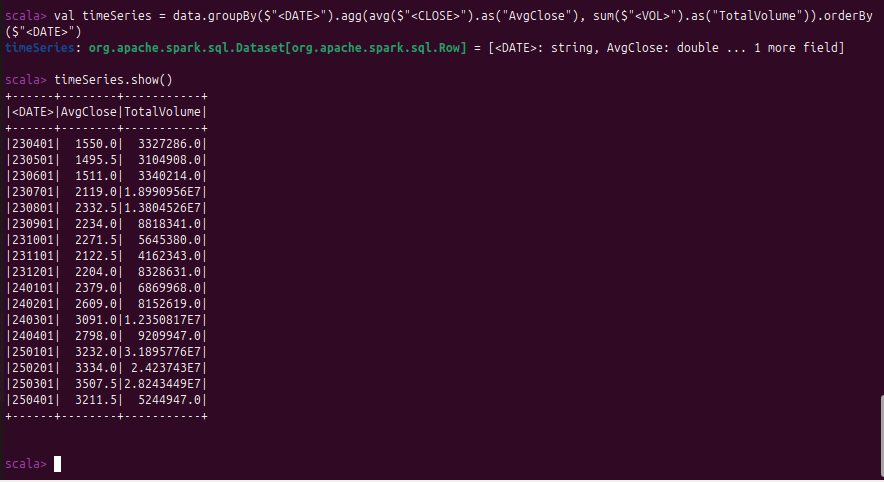 scala> val timeSeries = data.groupBy($"<DATE>").agg(avg($"<CLOSE>").as("AvgClose"), sum($"<VOL>").as("TotalVolume")).orderBy
($"<DATE>")
timeSeries: org.apache.spark.sql.Dataset[org.apache.spark.sql.Row] = [<DATE>: string, AvgClose: double ... 1 more field]
scala> timeSeries.show()
+------+--------+-----------+
|<DATE>|AvgClose|TotalVolume|
+------+--------+-----------+
|230401|  1550.0|  3327286.0|
|230501|  1495.5|  3104908.0|
|230601|  1511.0|  3340214.0|
|230701|  2119.0|1.8990956E7|
|230801|  2332.5|1.3804526E7|
|230901|  2234.0|  8818341.0|
|231001|  2271.5|  5645380.0|
|231101|  2122.5|  4162343.0|
|231201|  2204.0|  8328631.0|
|240101|  2379.0|  6869968.0|
|240201|  2609.0|  8152619.0|
|240301|  3091.0|1.2350817E7|
|240401|  2798.0|  9209947.0|
|250101|  3232.0|3.1895776E7|
|250201|  3334.0| 2.423743E7|
|250301|  3507.5|2.8243449E7|
|250401|  3211.5|  5244947.0|
+------+--------+-----------+
scala>